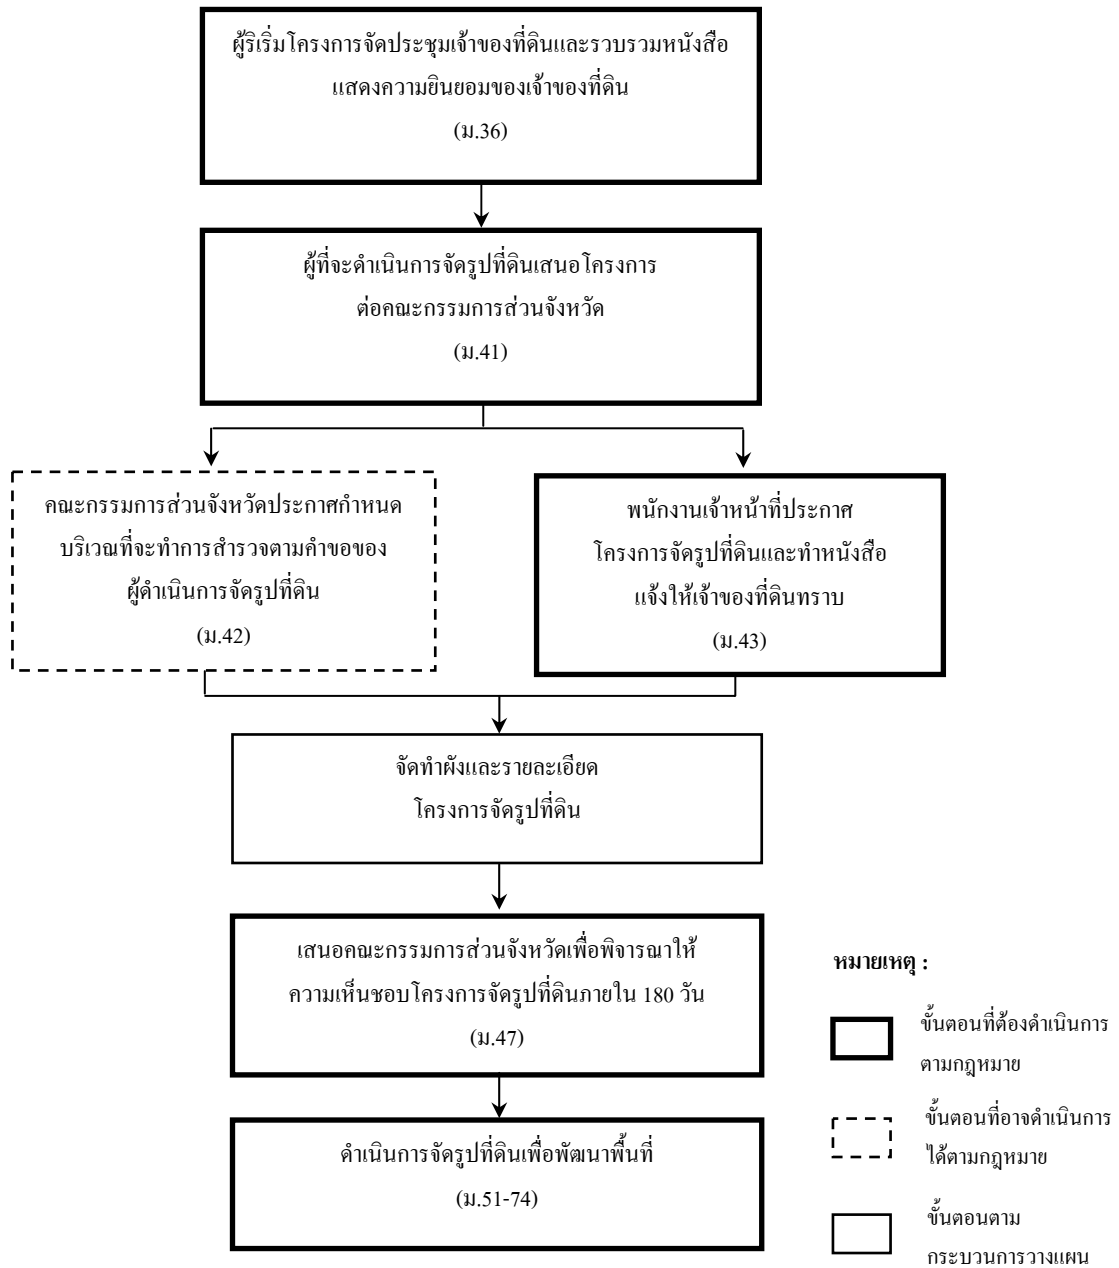 ผู้ริเริ่มโครงการจัดประชุมเจ้าของที่ดินและรวบรวมหนังสือ
แสดงความยินยอมของเจ้าของที่ดิน
(ม.36)
ผู้ที่จะดำเนินการจัดรูปที่ดินเสนอโครงการ
ต่อคณะกรรมการส่วนจังหวัด
(ม.41)
คณะกรรมการส่วนจังหวัดประกาศกำหนด
บริเวณที่จะทำการสำรวจตามคำขอของ
ผู้ดำเนินการจัดรูปที่ดิน
(ม.42)
พนักงานเจ้าหน้าที่ประกาศ
โครงการจัดรูปที่ดินและทำหนังสือ
แจ้งให้เจ้าของที่ดินทราบ
(ม.43)
จัดทำผังและรายละเอียด
โครงการจัดรูปที่ดิน
เสนอคณะกรรมการส่วนจังหวัดเพื่อพิจารณาให้
ความเห็นชอบโครงการจัดรูปที่ดินภายใน 180 วัน
(ม.47)
ดำเนินการจัดรูปที่ดินเพื่อพัฒนาพื้นที่
(ม.51-74)
หมายเหตุ :
ขั้นตอนที่ต้องดำเนินการ
ตามกฎหมาย
ขั้นตอนที่อาจดำเนินการ
ได้ตามกฎหมาย
ขั้นตอนตาม
กระบวนการวางแผน